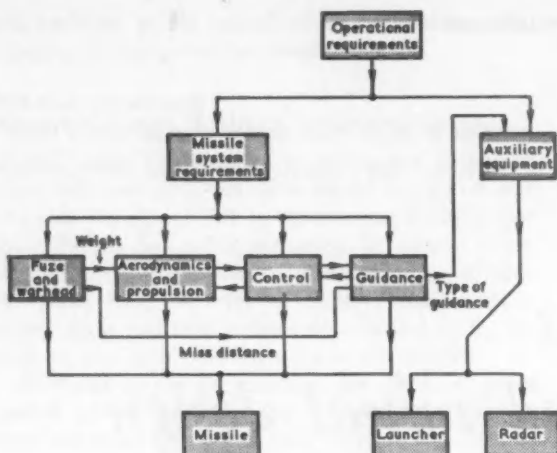 Operational
requirements
Missile
system
requirements
Auxiliary
equipment
Weight
Fuze
and
warhead
Aerodynamics
and
propulsion
Control
Guidance
Type of
guidance
Miss distance
Missile
Launcher
Radar